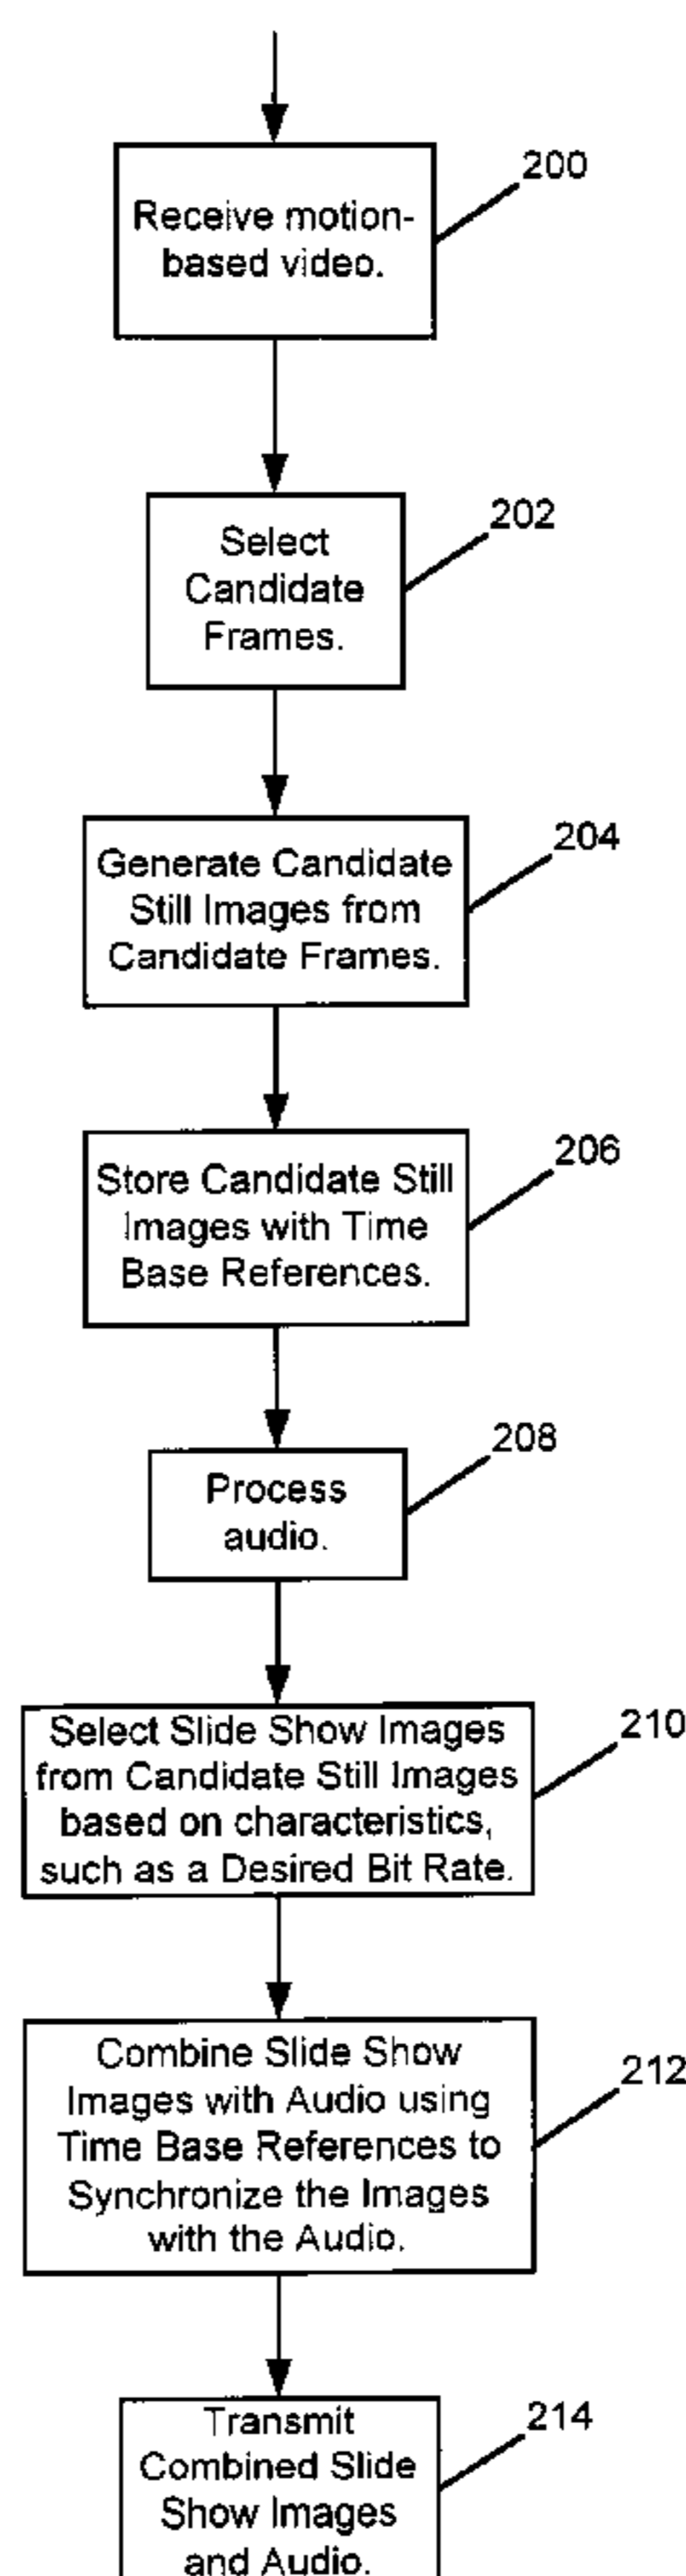 200
Receive motion-
based video.
202
Select
Candidate
Frames.
204
Generate Candidate
Still Images from
Candidate Frames.
206
Store Candidate Still
Images with Time
Base References.
208
Process
audio.
210
Select Slide Show Images
from Candidate Still Images
based on characteristics,
such as a Desired Bit Rate.
212
Combine Slide Show
Images with Audio using
Time Base References to
Synchronize the Images
with the Audio.
214
Transmit
Combined Slide
Show Images
and Audio.